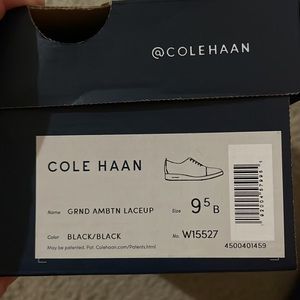 @COLEHAAN
COLE HAAN
Name GRND AMBTN LACEUP Size 9.5 B
Color BLACK/BLACK No. W15527
May be patented. Pat. ColeHaan.com/Patents.html 4500401459